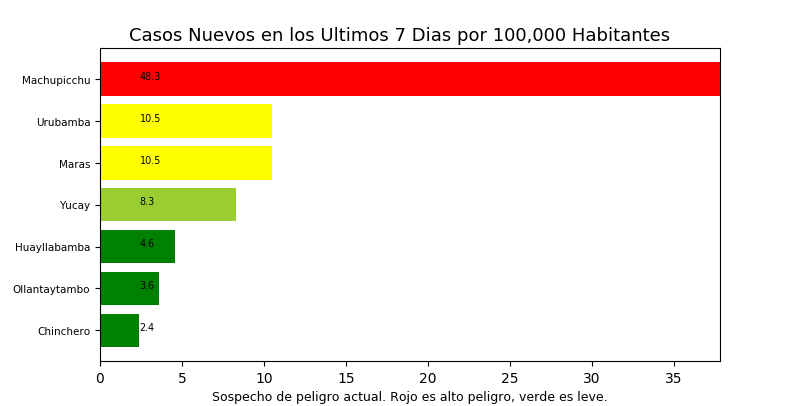 Casos Nuevos en los Ultimos 7 Dias por 100,000 Habitantes
Machupicchu 48.3
Urubamba 10.5
Maras 10.5
Yucay 8.3
Huayllabamba 4.6
Ollantaytambo 3.6
Chinchero 2.4
0 5 10 15 20 25 30 35
Sospecho de peligro actual. Rojo es alto peligro, verde es leve.